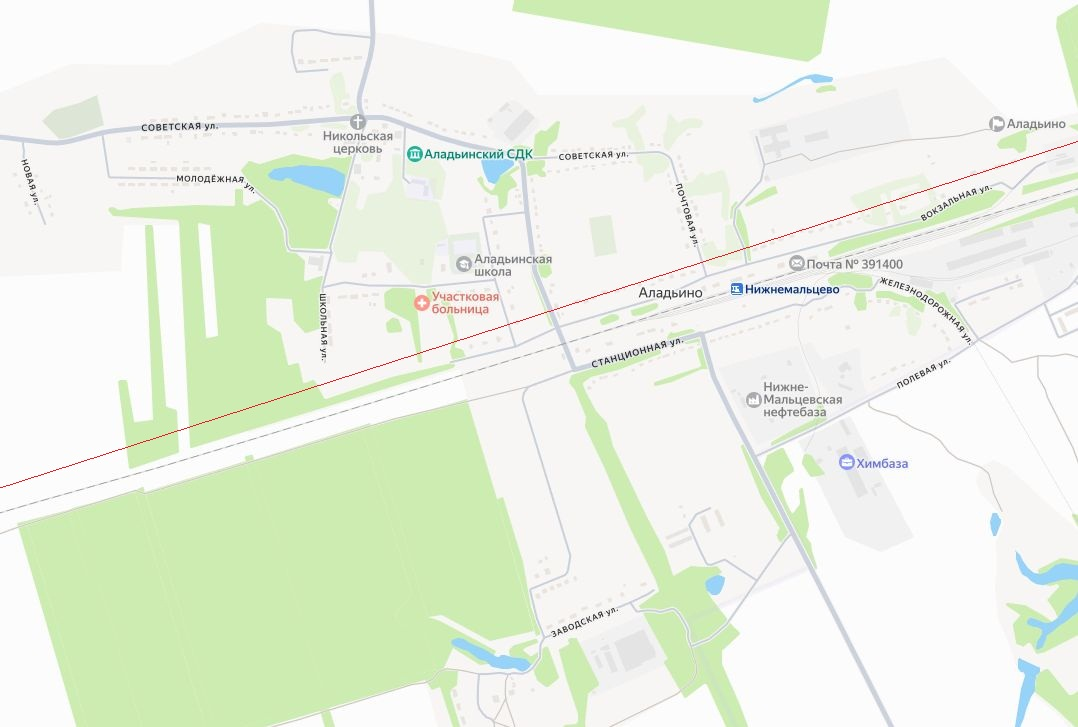 СОВЕТСКАЯ ул.
Никольская
церковь
Аладьино
Аладьинский СДК
СОВЕТСКАЯ ул.
НОВАЯ ул.
МОЛОДЁЖНАЯ ул.
ПОЧТОВАЯ ул.
ВОКЗАЛЬНАЯ ул.
Аладьинская
школа
Почта № 391400
Участковая
больница
Аладьино
Нижнемальцево
ЖЕЛЕЗНОДОРОЖНАЯ ул.
ШКОЛЬНАЯ ул.
СТАНЦИОННАЯ ул.
ПОЛЕВАЯ ул.
Нижне-
Мальцевская
нефтебаза
Химбаза
ЗАВОДСКАЯ ул.